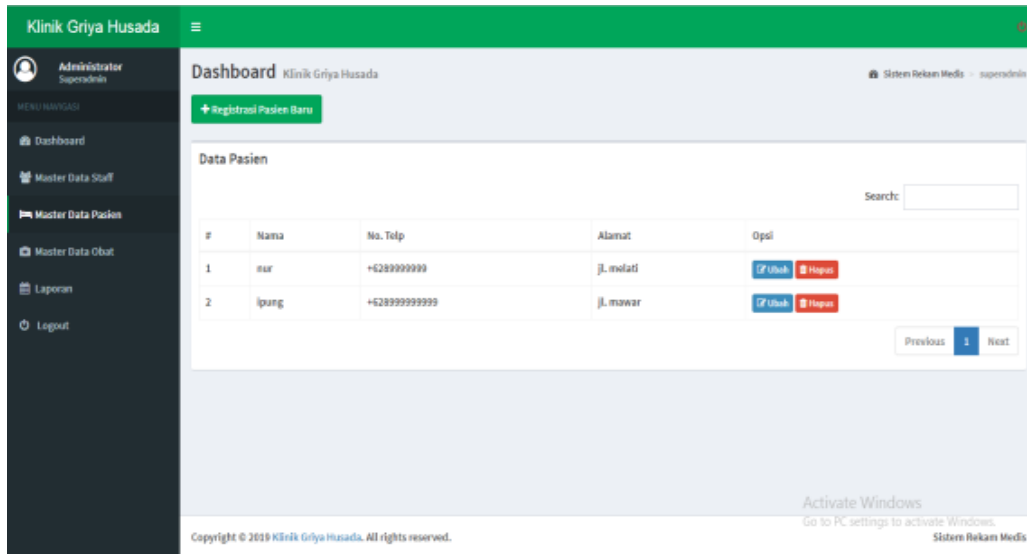 Klinik Griya Husada
Administrator
Superadmin
MENU NAVIGASI
Dashboard
Master Data Staff
Master Data Pasien
Master Data Obat
Laporan
Logout
Dashboard Klinik Griya Husada
Sistem Rekam Medis > superadmin
+Registrasi Pasien Baru
Data Pasien
Search:
# Nama No. Telp Alamat Opsi
1 nur +6289999999 jl. melati Ubah Hapus
2 ipung +628999999999 jl. mawar Ubah Hapus
Previous 1 Next
Activate Windows
Go to PC settings to activate Windows.
Copyright © 2019 Klinik Griya Husada. All rights reserved.
Sistem Rekam Medis